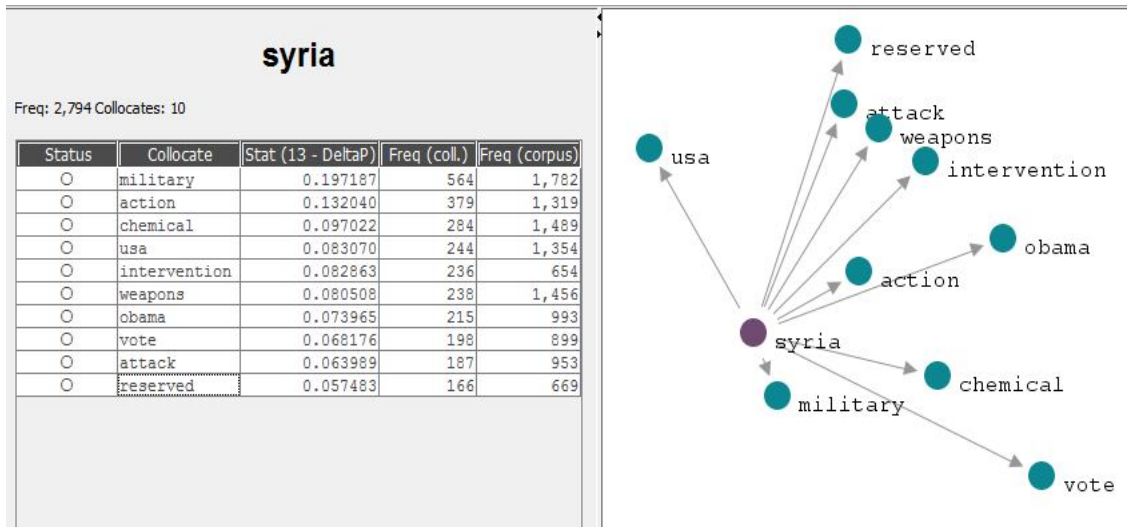 syria
Freq: 2,794 Collocates: 10
Status Collocate Stat (13 - DeltaP) Freq (coll.) Freq (corpus)
O military 0.197187 564 1,782
O action 0.132040 379 1,319
O chemical 0.097022 284 1,489
O usa 0.083070 244 1,354
O intervention 0.082863 236 654
O weapons 0.080508 238 1,456
O obama 0.073965 215 993
O vote 0.068176 198 899
O attack 0.063989 187 953
O reserved 0.057483 166 669
reserved
attack
weapons
usa
intervention
obama
action
syria
chemical
military
vote